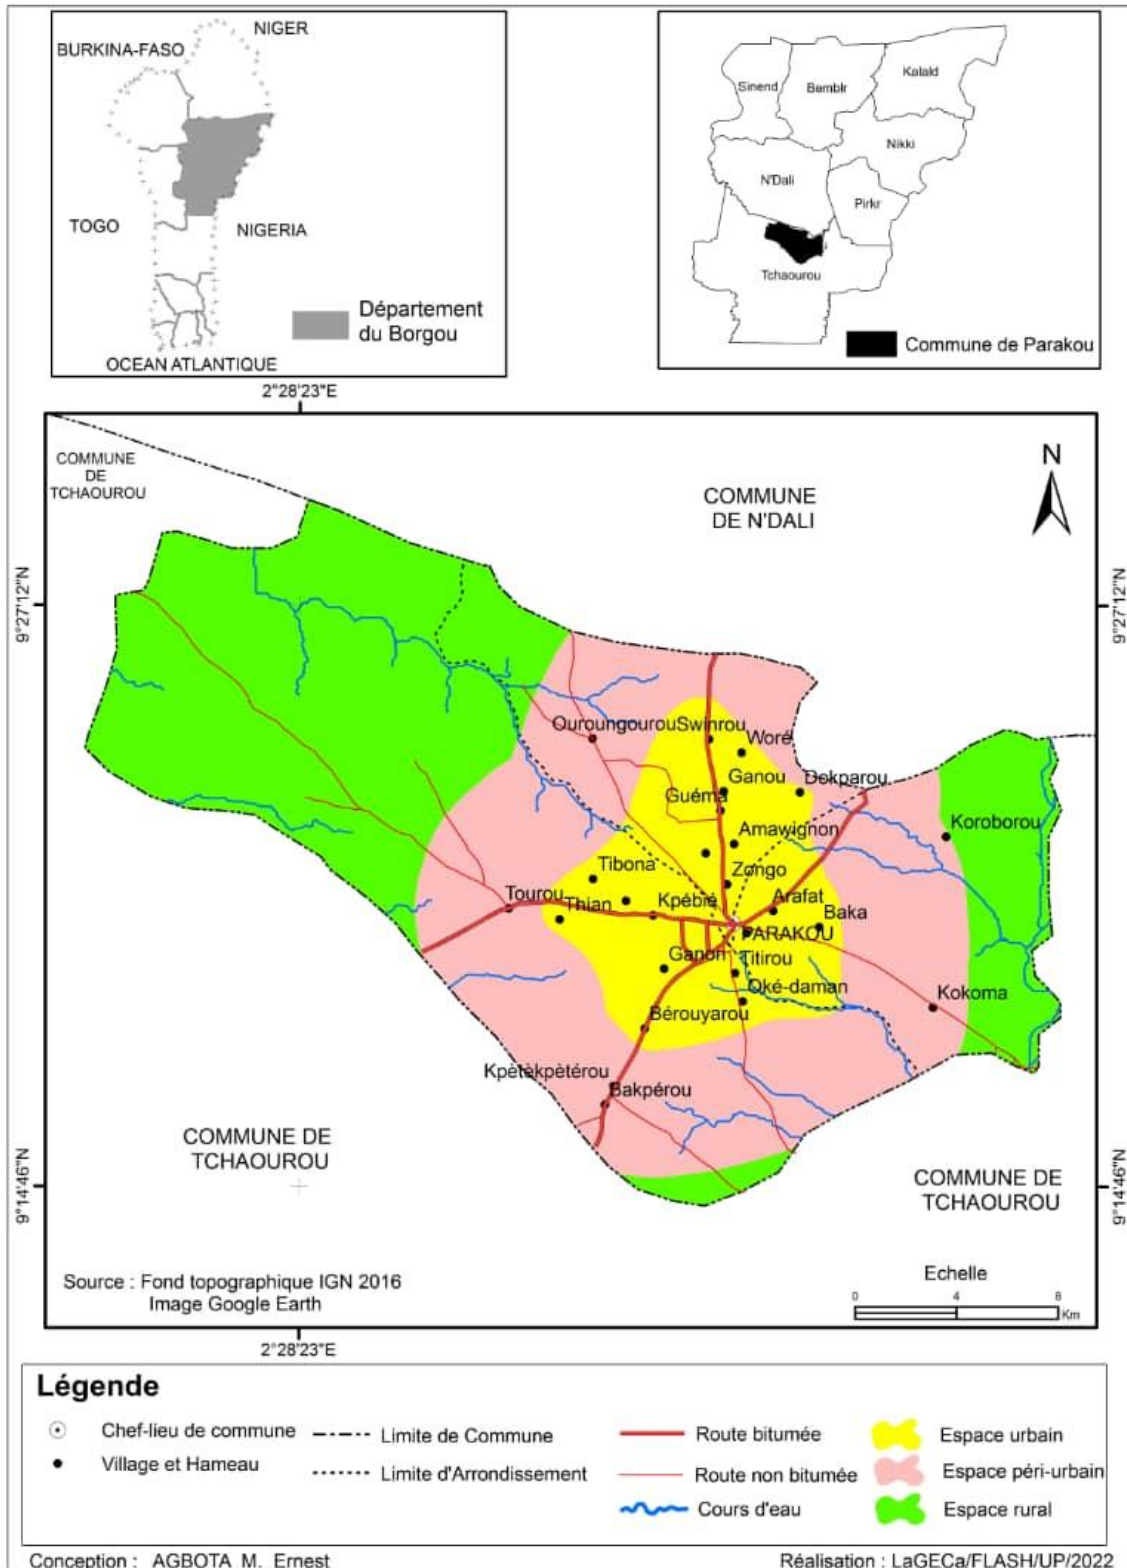 NIGER
BURKINA-FASO
TOGO
NIGERIA
Département
du Borgou
OCEAN ATLANTIQUE
Sinend
Bemblr
Kalald
Nikki
N'Dali
Pirkr
Tchaourou
Commune de Parakou
2°28'23"E
COMMUNE
DE
TCHAOUROU
COMMUNE
DE N'DALI
N
9°27'12"N
9°27'12"N
Ouroungourou
Swinrou
Woré
Ganou
Dokparou
Guéma
Koroborou
Amawignon
Tibona
Zongo
Tourou
Thian
Kpébié
Arafat
Baka
PARAKOU
Ganon
Titirou
Oké-daman
Kokoma
Bérouyarou
Kpétèkpètérou
Bakpérou
COMMUNE DE
TCHAOUROU
COMMUNE DE
TCHAOUROU
9°14'46"N
9°14'46"N
Source : Fond topographique IGN 2016
Image Google Earth
Echelle
0 4 8
Km
2°28'23"E
Légende
Chef-lieu de commune
Limite de Commune
Route bitumée
Espace urbain
Village et Hameau
Limite d'Arrondissement
Route non bitumée
Espace péri-urbain
Cours d'eau
Espace rural
Conception : AGBOTA M. Ernest
Réalisation : LaGECa/FLASH/UP/2022